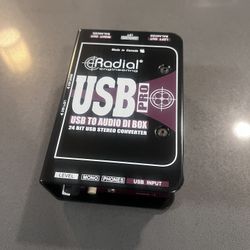 Made in Canada
Radial
engineering
USB
PRO
USB TO AUDIO DI BOX
24 BIT USB STEREO CONVERTER
LEVEL
MONO
PHONES
USB INPUT